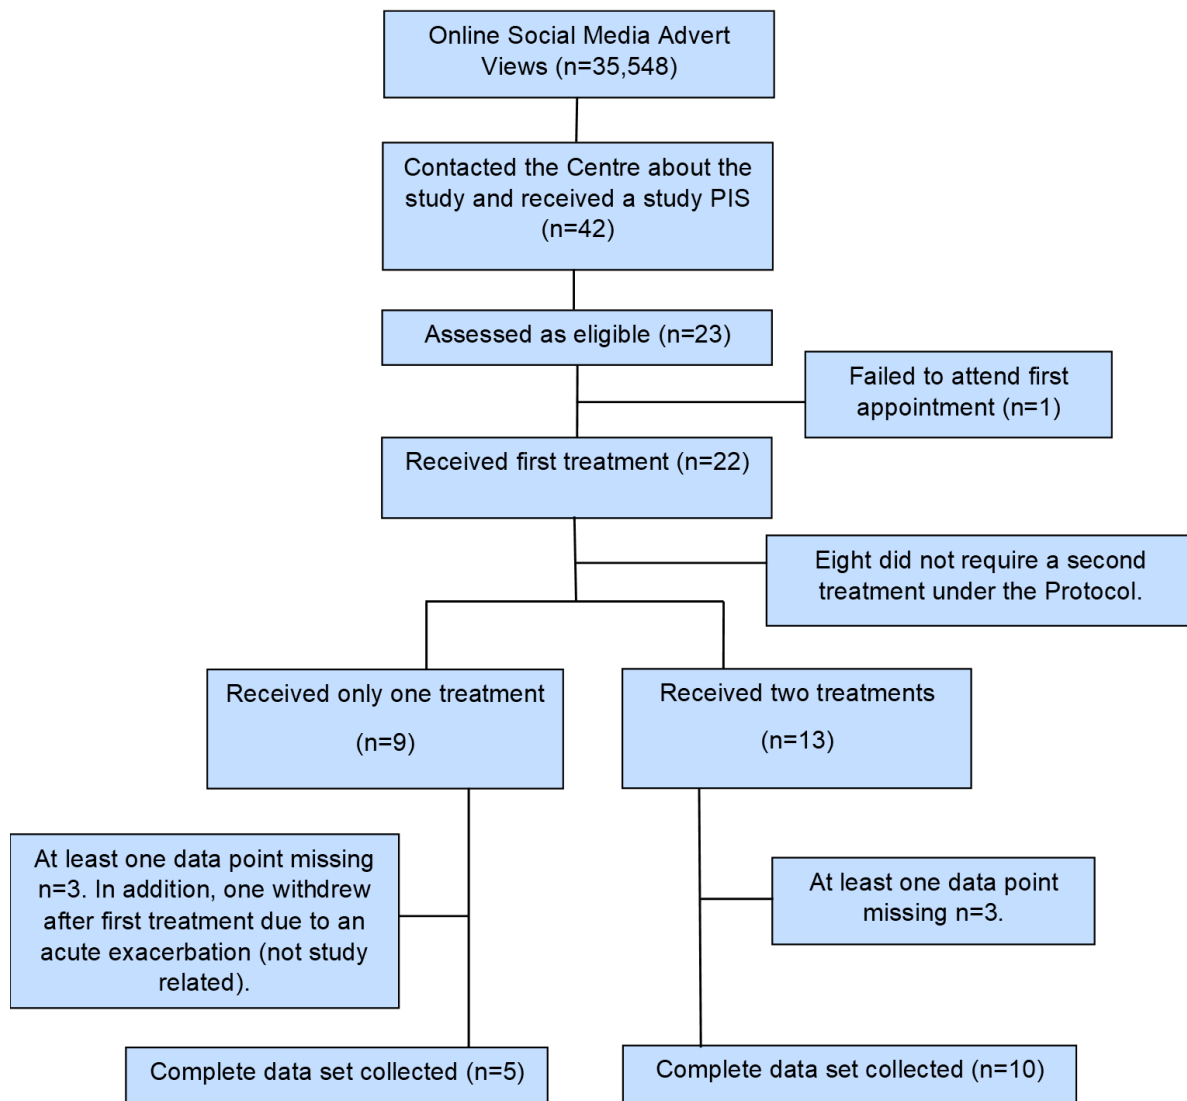 Online Social Media Advert
Views (n=35,548)
Contacted the Centre about the
study and received a study PIS
(n=42)
Assessed as eligible (n=23)
Failed to attend first
appointment (n=1)
Received first treatment (n=22)
Eight did not require a second
treatment under the Protocol.
Received only one treatment
(n=9)
Received two treatments
(n=13)
At least one data point missing
n=3. In addition, one withdrew
after first treatment due to an
acute exacerbation (not study
related).
At least one data point
missing n=3.
Complete data set collected (n=5)
Complete data set collected (n=10)